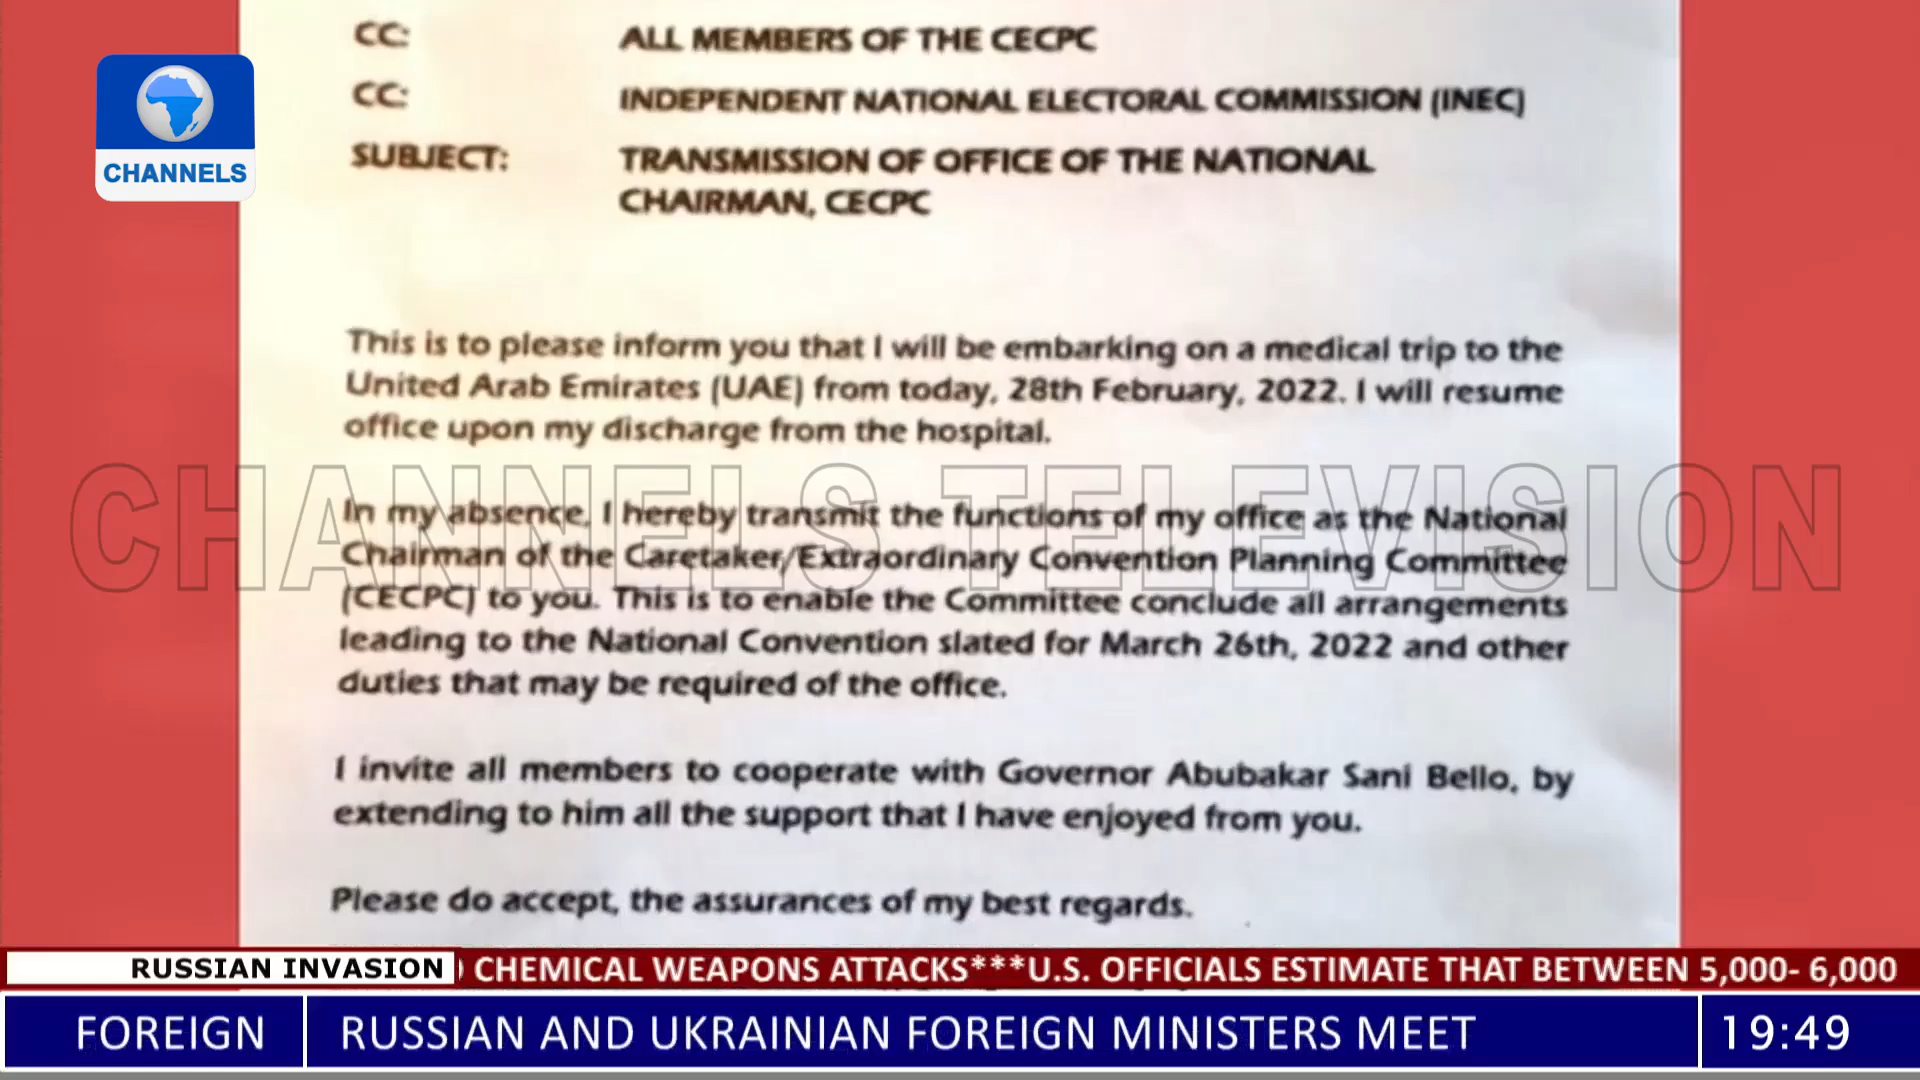 CC: ALL MEMBERS OF THE CECPC
CC: INDEPENDENT NATIONAL ELECTORAL COMMISSION (INEC)
SUBJECT: TRANSMISSION OF OFFICE OF THE NATIONAL
CHAIRMAN, CECPC
CHANNELS
This is to please inform you that I will be embarking on a medical trip to the
United Arab Emirates (UAE) from today, 28th February, 2022. I will resume
office upon my discharge from the hospital.
CHANNELS TELEVISION
In my absence, I hereby transmit the functions of my office as the National
Chairman of the Caretaker/Extraordinary Convention Planning Committee
(CECPC) to you. This is to enable the Committee conclude all arrangements
leading to the National Convention slated for March 26th, 2022 and other
duties that may be required of the office.
I invite all members to cooperate with Governor Abubakar Sani Bello, by
extending to him all the support that I have enjoyed from you.
Please do accept, the assurances of my best regards.
RUSSIAN INVASION CHEMICAL WEAPONS ATTACKS***U.S. OFFICIALS ESTIMATE THAT BETWEEN 5,000- 6,000
FOREIGN RUSSIAN AND UKRAINIAN FOREIGN MINISTERS MEET 19:49